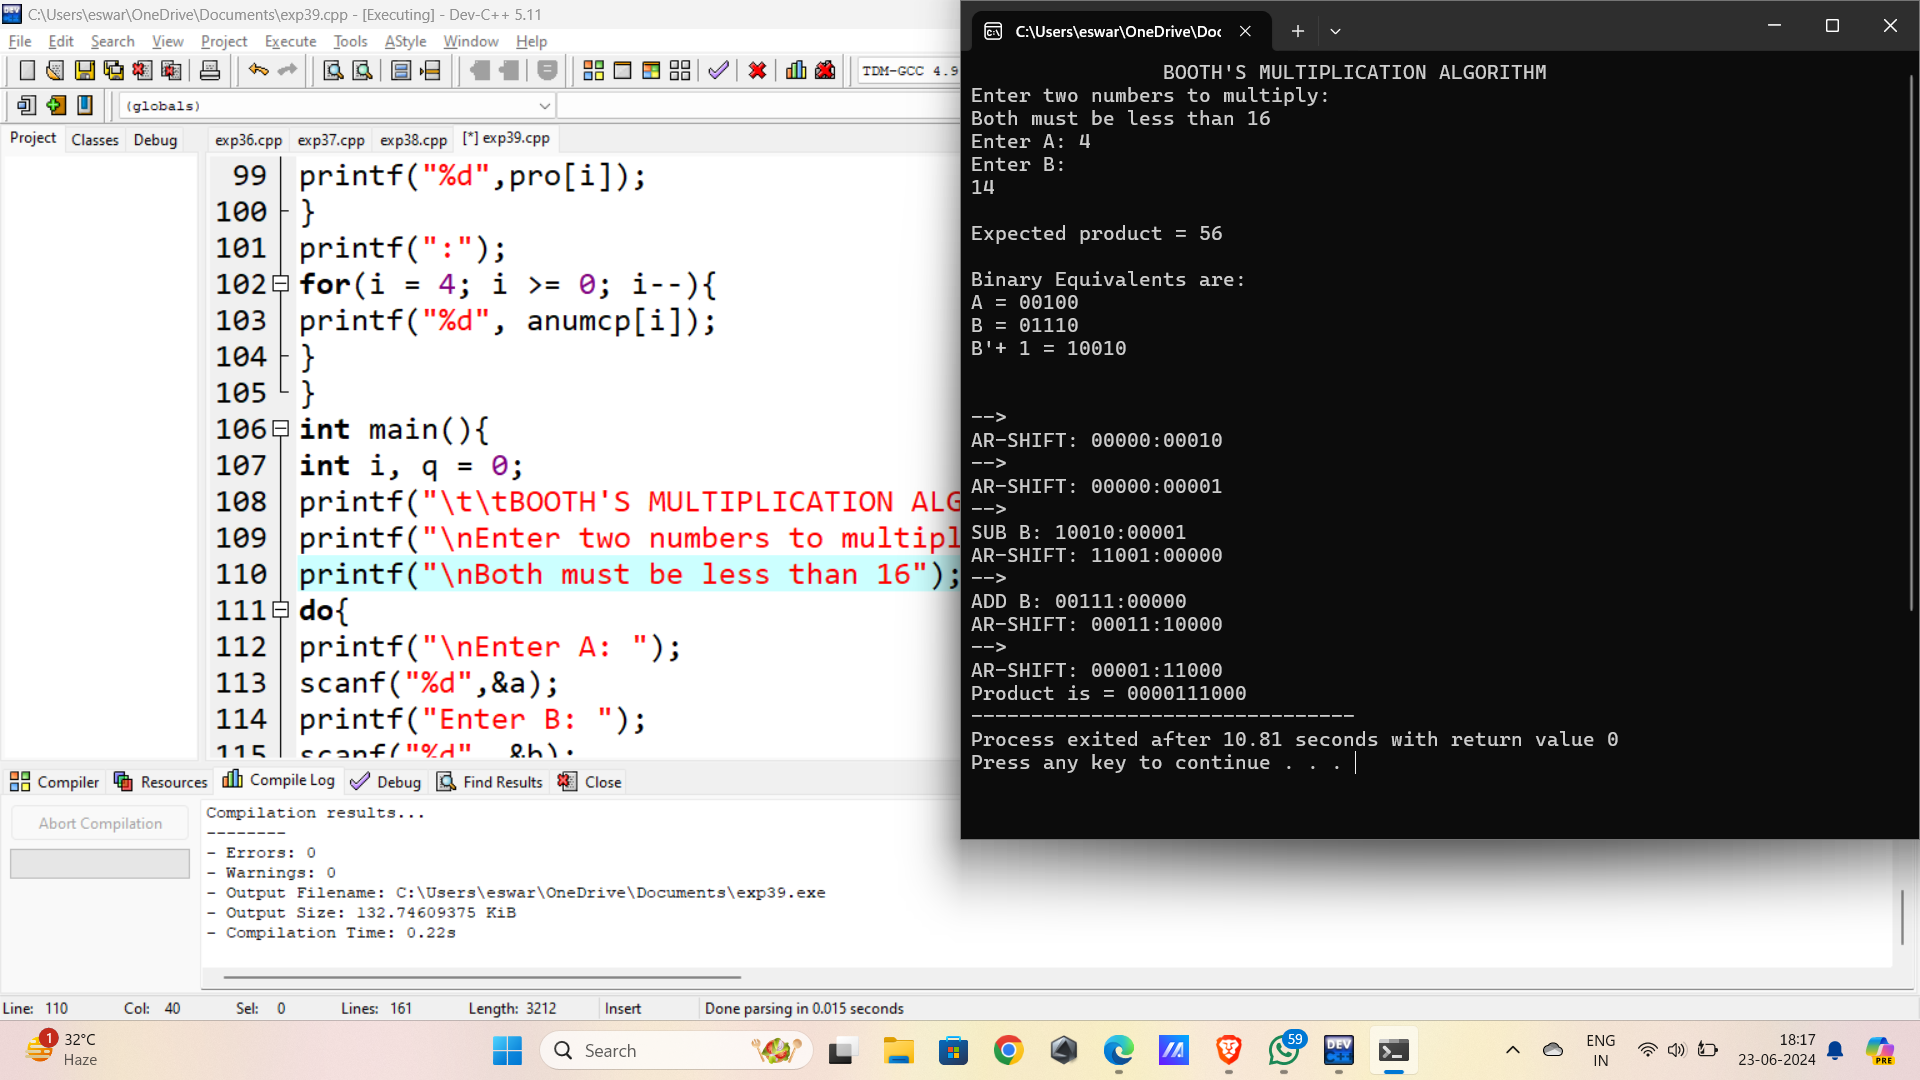 C:\Users\eswar\OneDrive\Documents\exp39.cpp - [Executing] - Dev-C++ 5.11
File Edit Search View Project Execute Tools AStyle Window Help
TDM-GCC 4.9
(globals)
Project Classes Debug
exp36.cpp exp37.cpp exp38.cpp [*] exp39.cpp
99 printf("%d",pro[i]);
100 }
101 printf(":");
102 for(i = 4; i >= 0; i--){
103 printf("%d", anumcp[i]);
104 }
105 }
106 int main(){
107 int i, q = 0;
108 printf("\t\tBOOTH'S MULTIPLICATION ALG
109 printf("\nEnter two numbers to multipl
110 printf("\nBoth must be less than 16");
111 do{
112 printf("\nEnter A: ");
113 scanf("%d",&a);
114 printf("Enter B: ");
115 scanf("%d", &b);
Compiler Resources Compile Log Debug Find Results Close
Abort Compilation
Compilation results...
--------
- Errors: 0
- Warnings: 0
- Output Filename: C:\Users\eswar\OneDrive\Documents\exp39.exe
- Output Size: 132.74609375 KiB
- Compilation Time: 0.22s
Line: 110 Col: 40 Sel: 0 Lines: 161 Length: 3212 Insert Done parsing in 0.015 seconds
C:\Users\eswar\OneDrive\Doc
BOOTH'S MULTIPLICATION ALGORITHM
Enter two numbers to multiply:
Both must be less than 16
Enter A: 4
Enter B:
14
Expected product = 56
Binary Equivalents are:
A = 00100
B = 01110
B'+ 1 = 10010
-->
AR-SHIFT: 00000:00010
-->
AR-SHIFT: 00000:00001
-->
SUB B: 10010:00001
AR-SHIFT: 11001:00000
-->
ADD B: 00111:00000
AR-SHIFT: 00011:10000
-->
AR-SHIFT: 00001:11000
Product is = 0000111000
--------------------------------
Process exited after 10.81 seconds with return value 0
Press any key to continue . . .
1
32°C
Haze
Search
59
DEV
C++
ENG
IN
18:17
23-06-2024
PRE